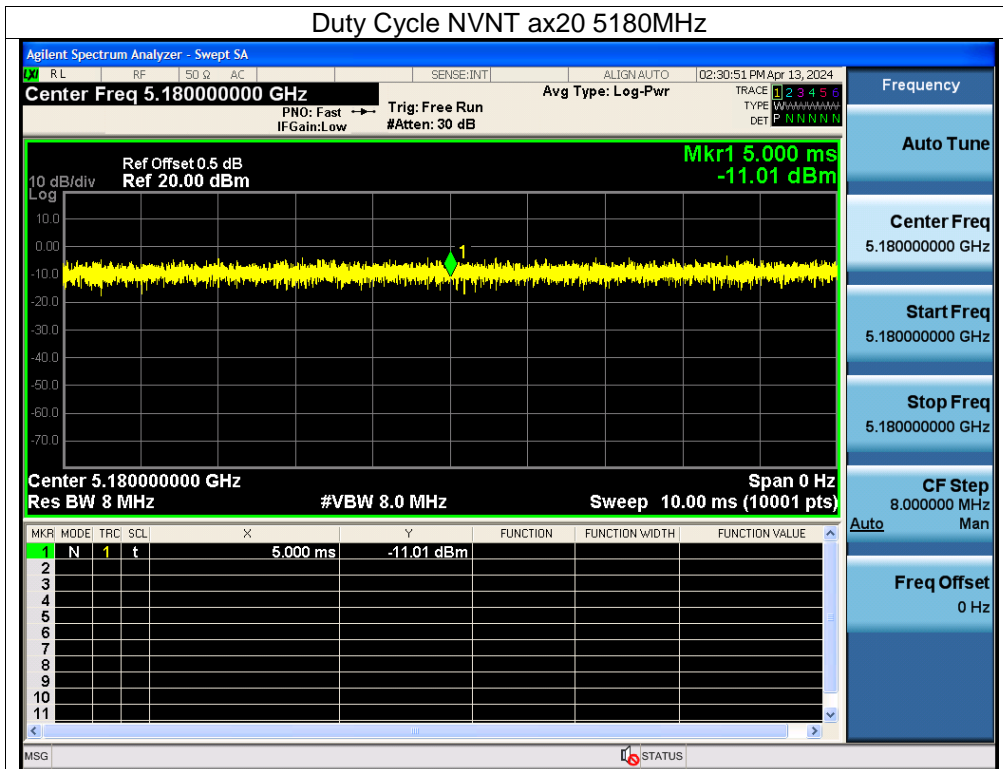 Duty Cycle NVNT ax20 5180MHz
Agilent Spectrum Analyzer - Swept SA
LXI RL RF 50 Ω AC SENSE:INT ALIGN AUTO 02:30:51 PM Apr 13, 2024
Center Freq 5.180000000 GHz
PNO: Fast
IFGain:Low
Trig: Free Run
#Atten: 30 dB
Avg Type: Log-Pwr
TRACE 1 2 3 4 5 6
TYPE WWWWWW
DET P N N N N N
Mkr1 5.000 ms
-11.01 dBm
Ref Offset 0.5 dB
10 dB/div Ref 20.00 dBm
Log
10.0
0.00
-10.0
-20.0
-30.0
-40.0
-50.0
-60.0
-70.0
1
Center 5.180000000 GHz Span 0 Hz
Res BW 8 MHz #VBW 8.0 MHz Sweep 10.00 ms (10001 pts)
MKR MODE TRC SCL X Y FUNCTION FUNCTION WIDTH FUNCTION VALUE
1 N 1 t 5.000 ms -11.01 dBm
2
3
4
5
6
7
8
9
10
11
MSG STATUS
Frequency
Auto Tune
Center Freq
5.180000000 GHz
Start Freq
5.180000000 GHz
Stop Freq
5.180000000 GHz
CF Step
8.000000 MHz
Auto Man
Freq Offset
0 Hz